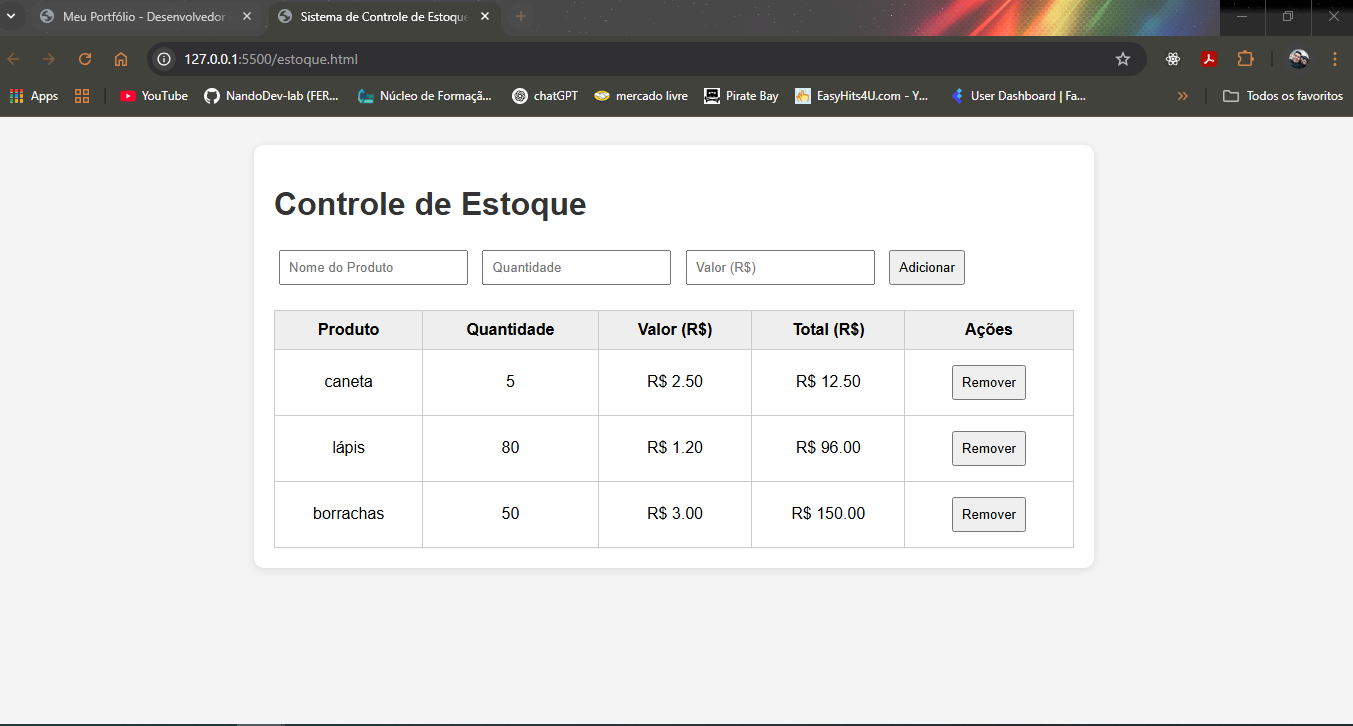 Meu Portfólio - Desenvolvedor
Sistema de Controle de Estoque
127.0.0.1:5500/estoque.html
Apps YouTube NandoDev-lab (FER... Núcleo de Formaçã... chatGPT mercado livre Pirate Bay EasyHits4U.com - Y... User Dashboard | Fa... Todos os favoritos
Controle de Estoque
Nome do Produto Quantidade Valor (R$) Adicionar
Produto Quantidade Valor (R$) Total (R$) Ações
caneta 5 R$ 2.50 R$ 12.50 Remover
lápis 80 R$ 1.20 R$ 96.00 Remover
borrachas 50 R$ 3.00 R$ 150.00 Remover